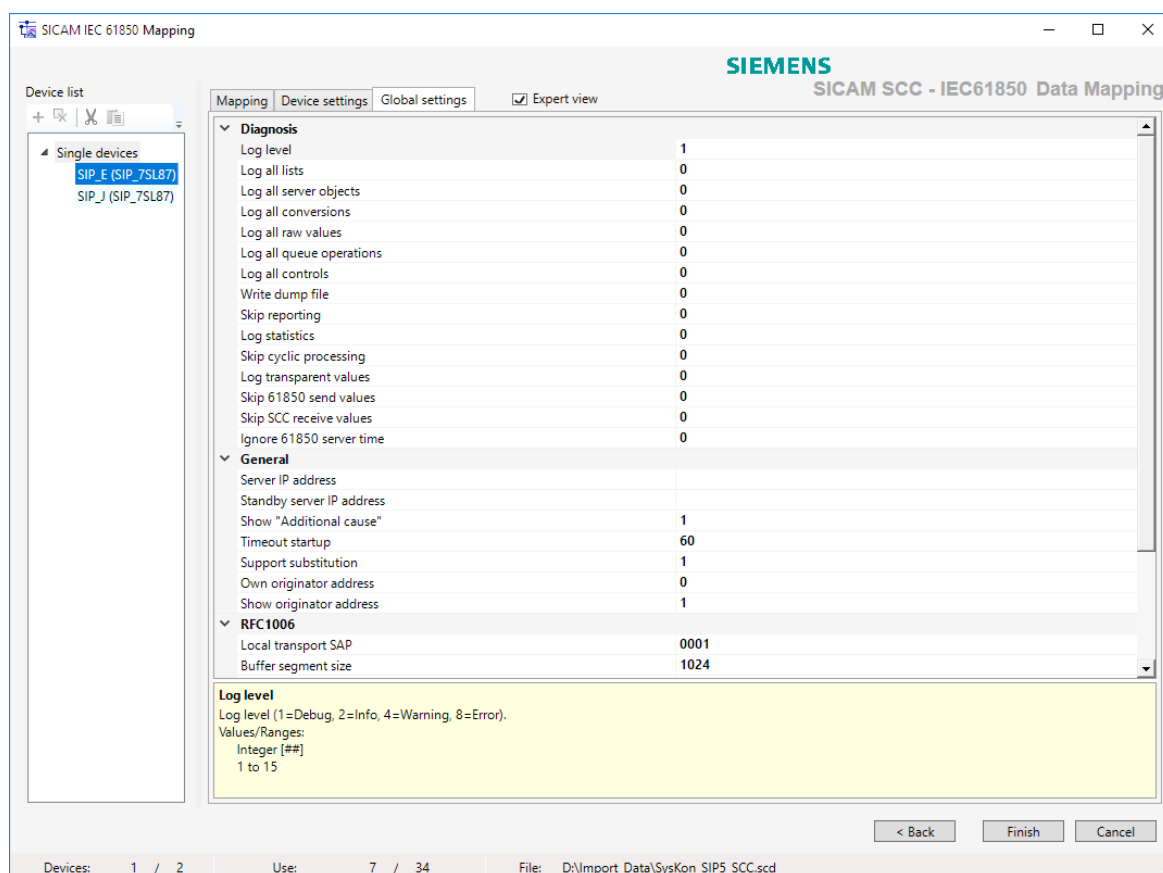 SICAM IEC 61850 Mapping
SIEMENS
SICAM SCC - IEC61850 Data Mapping
Device list
Mapping Device settings Global settings Expert view
Single devices
SIP_E (SIP_7SL87)
SIP_J (SIP_7SL87)
Diagnosis
Log level 1
Log all lists 0
Log all server objects 0
Log all conversions 0
Log all raw values 0
Log all queue operations 0
Log all controls 0
Write dump file 0
Skip reporting 0
Log statistics 0
Skip cyclic processing 0
Log transparent values 0
Skip 61850 send values 0
Skip SCC receive values 0
Ignore 61850 server time 0
General
Server IP address
Standby server IP address
Show "Additional cause" 1
Timeout startup 60
Support substitution 1
Own originator address 0
Show originator address 1
RFC1006
Local transport SAP 0001
Buffer segment size 1024
Log level
Log level (1=Debug, 2=Info, 4=Warning, 8=Error).
Values/Ranges:
Integer [##]
1 to 15
< Back Finish Cancel
Devices: 1 / 2 Use: 7 / 34 File: D:\Import_Data\SysKon_SIP5_SCC.scd